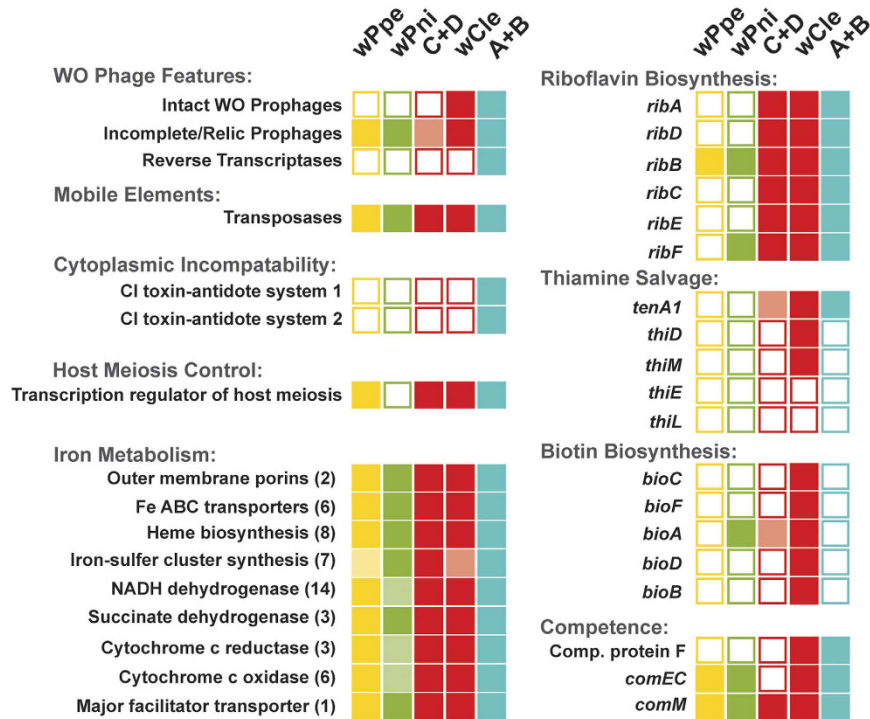 wPpe wPni C+D wCle A+B
WO Phage Features:
Intact WO Prophages
Incomplete/Relic Prophages
Reverse Transcriptases
Mobile Elements:
Transposases
Cytoplasmic Incompatability:
CI toxin-antidote system 1
CI toxin-antidote system 2
Host Meiosis Control:
Transcription regulator of host meiosis
Iron Metabolism:
Outer membrane porins (2)
Fe ABC transporters (6)
Heme biosynthesis (8)
Iron-sulfer cluster synthesis (7)
NADH dehydrogenase (14)
Succinate dehydrogenase (3)
Cytochrome c reductase (3)
Cytochrome c oxidase (6)
Major facilitator transporter (1)
wPpe wPni C+D wCle A+B
Riboflavin Biosynthesis:
ribA
ribD
ribB
ribC
ribE
ribF
Thiamine Salvage:
tenA1
thiD
thiM
thiE
thiL
Biotin Biosynthesis:
bioC
bioF
bioA
bioD
bioB
Competence:
Comp. protein F
comEC
comM